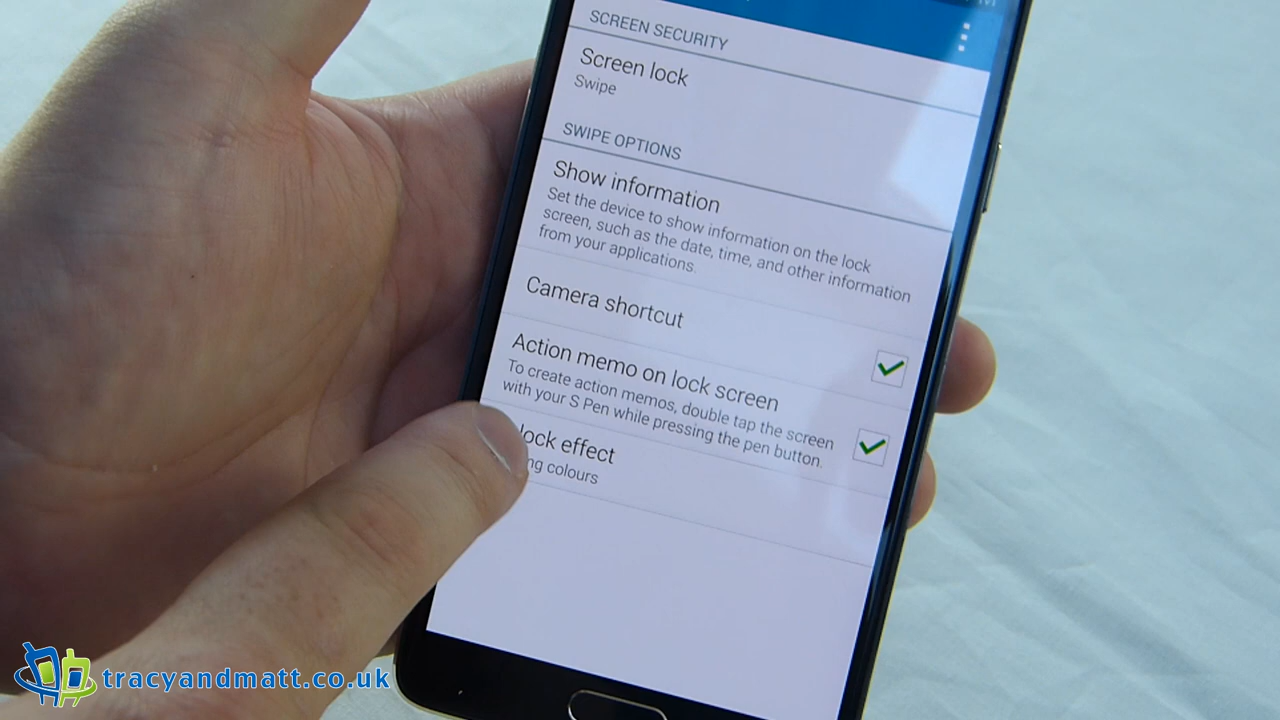 SCREEN SECURITY
Screen lock
Swipe
SWIPE OPTIONS
Show information
Set the device to show information on the lock
screen, such as the date, time, and other information
from your applications.
Camera shortcut
Action memo on lock screen
To create action memos, double tap the screen
with your S Pen while pressing the pen button.
lock effect
ng colours
tracyandmatt.co.uk